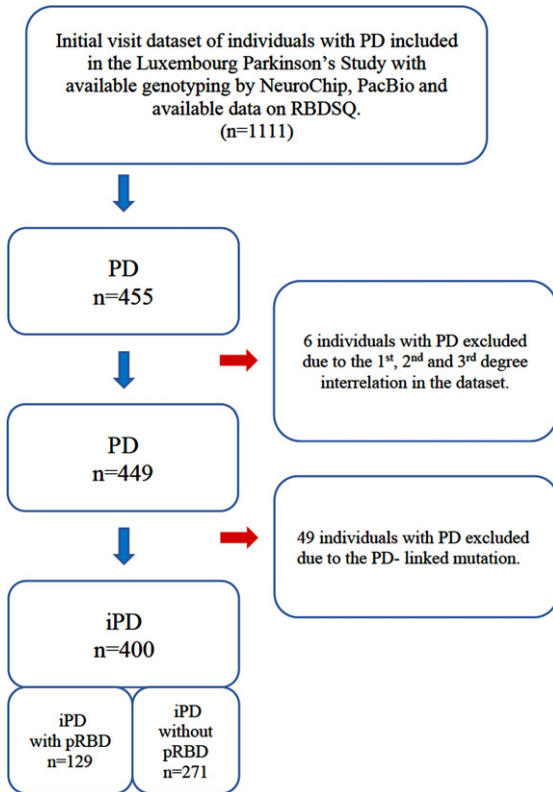 Initial visit dataset of individuals with PD included
in the Luxembourg Parkinson's Study with
available genotyping by NeuroChip, PacBio and
available data on RBDSQ.
(n=1111)
PD
n=455
6 individuals with PD excluded
due to the 1st, 2nd and 3rd degree
interrelation in the dataset.
PD
n=449
49 individuals with PD excluded
due to the PD- linked mutation.
iPD
n=400
iPD
with pRBD
n=129
iPD
without
pRBD
n=271